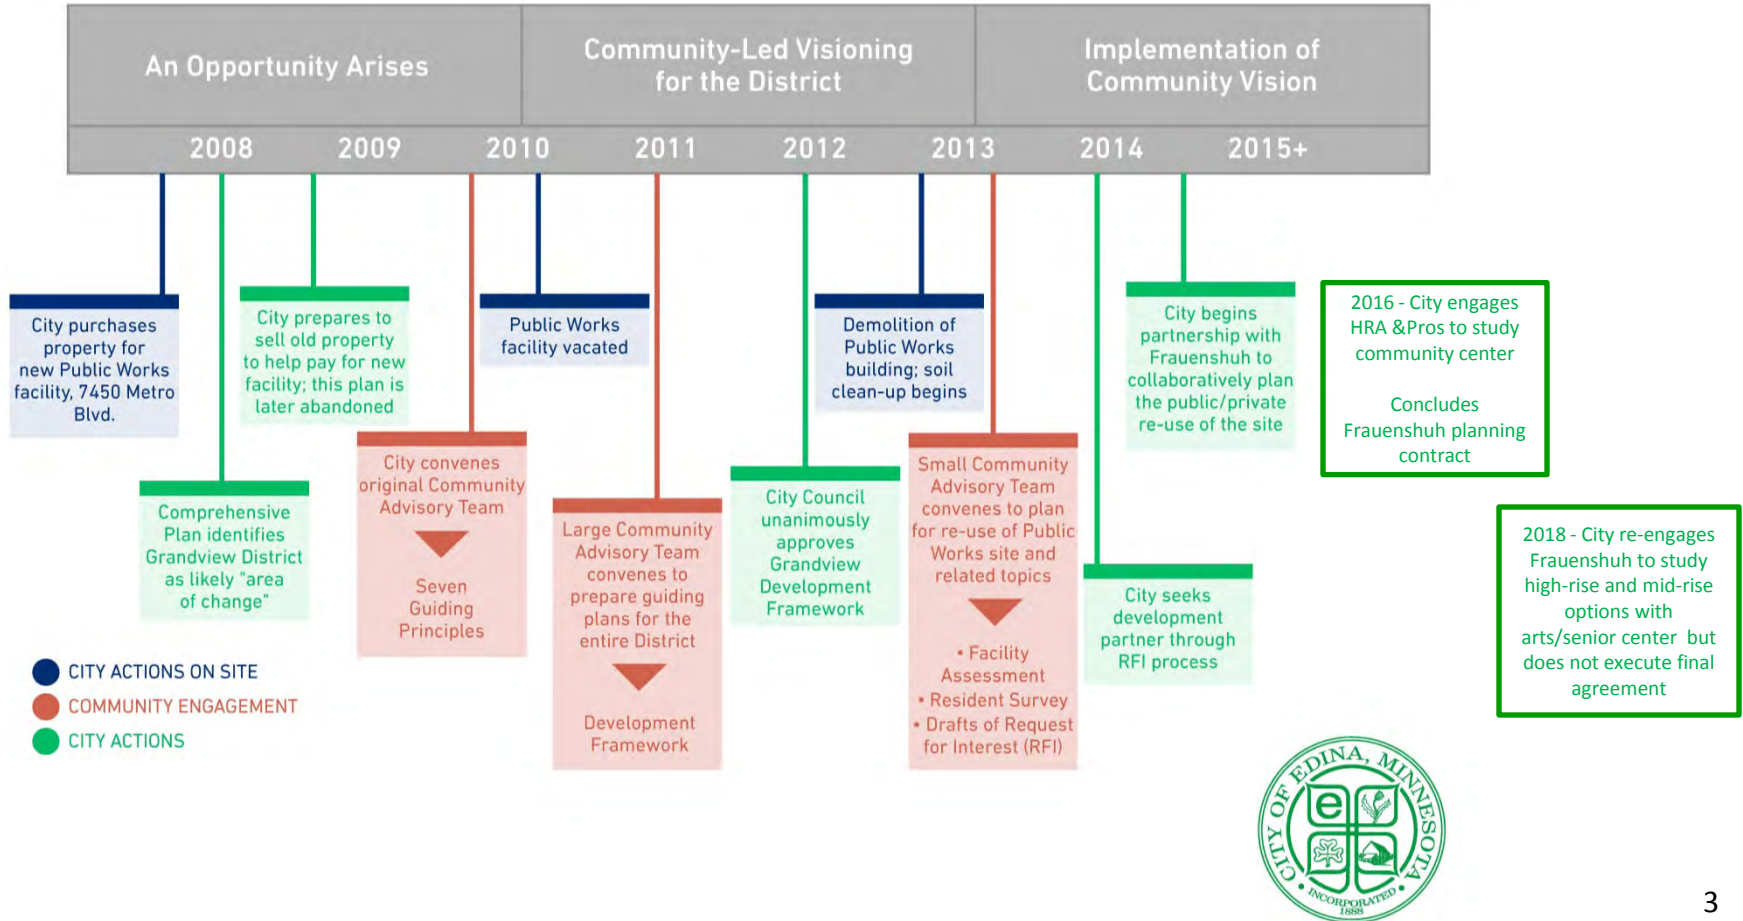 An Opportunity Arises
Community-Led Visioning
for the District
Implementation of
Community Vision
2008
2009
2010
2011
2012
2013
2014
2015+
City purchases
property for
new Public Works
facility, 7450 Metro
Blvd.
Comprehensive
Plan identifies
Grandview District
as likely "area
of change"
City prepares to
sell old property
to help pay for new
facility; this plan is
later abandoned
City convenes
original Community
Advisory Team
Seven
Guiding
Principles
Public Works
facility vacated
Large Community
Advisory Team
convenes to
prepare guiding
plans for the
entire District
Development
Framework
City Council
unanimously
approves
Grandview
Development
Framework
Demolition of
Public Works
building; soil
clean-up begins
Small Community
Advisory Team
convenes to plan
for re-use of Public
Works site and
related topics
• Facility
Assessment
• Resident Survey
• Drafts of Request
for Interest (RFI)
City seeks
development
partner through
RFI process
City begins
partnership with
Frauenshuh to
collaboratively plan
the public/private
re-use of the site
2016 - City engages
HRA &Pros to study
community center
Concludes
Frauenshuh planning
contract
2018 - City re-engages
Frauenshuh to study
high-rise and mid-rise
options with
arts/senior center but
does not execute final
agreement
CITY ACTIONS ON SITE
COMMUNITY ENGAGEMENT
CITY ACTIONS
CITY OF EDINA, MINNESOTA
e
• INCORPORATED •
1888
3